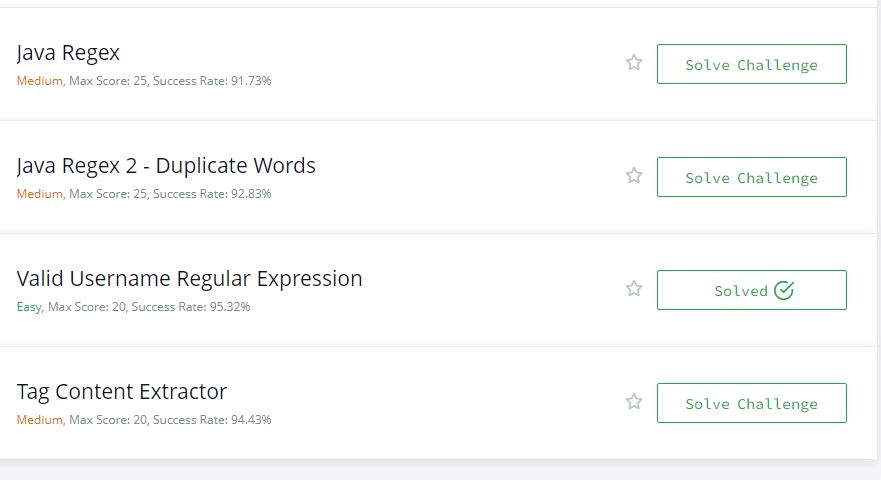 Java Regex
Medium, Max Score: 25, Success Rate: 91.73%
Solve Challenge
Java Regex 2 - Duplicate Words
Medium, Max Score: 25, Success Rate: 92.83%
Solve Challenge
Valid Username Regular Expression
Easy, Max Score: 20, Success Rate: 95.32%
Solved
Tag Content Extractor
Medium, Max Score: 20, Success Rate: 94.43%
Solve Challenge